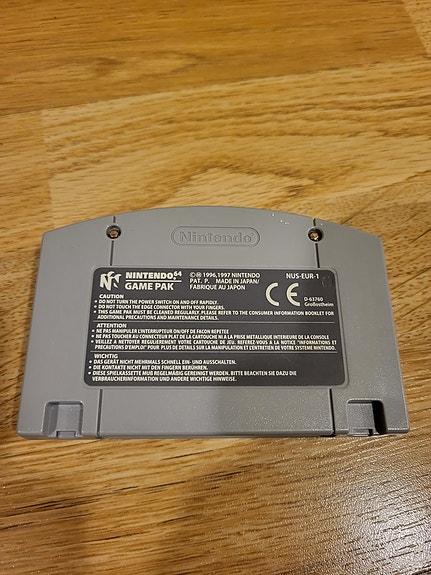 Nintendo®
NINTENDO⁶⁴
GAME PAK
©® 1996,1997 NINTENDO
PAT. P. MADE IN JAPAN/
FABRIQUE AU JAPON
NUS-EUR-1
CE
D-63760
Großostheim
CAUTION
• DO NOT TURN THE POWER SWITCH ON AND OFF RAPIDLY.
• DO NOT TOUCH THE EDGE CONNECTOR WITH YOUR FINGERS.
• THIS GAME PAK MUST BE CLEANED REGULARLY. PLEASE REFER TO THE CONSUMER INFORMATION BOOKLET FOR
ADDITIONAL PRECAUTIONS AND MAINTENANCE DETAILS.
ATTENTION
• NE PAS MANIPULER L'INTERRUPTEUR ON/OFF DE FACON REPETEE
• NE PAS TOUCHER AU CONNECTEUR PLAT DE LA CARTOUCHE NI A LA PRISE METALLIQUE INTERIEURE DE LA CONSOLE
• VEILLEZ A NETTOYER REGULIEREMENT VOTRE CARTOUCHE DE JEU. REFEREZ-VOUS A LA NOTICE "INFORMATIONS ET
PRECAUTIONS D'EMPLOI" POUR PLUS DE DETAILS SUR LA MANIPULATION ET L'ENTRETIEN DE VOTRE SYSTEME NINTENDO.
WICHTIG
• DAS GERÄT NICHT MEHRMALS SCHNELL EIN- UND AUSSCHALTEN.
• DIE KONTAKTE NICHT MIT DEN FINGERN BERÜHREN.
• DIESE SPIELKASSETTE MUß REGELMÄßIG GEREINIGT WERDEN. BITTE BEACHTEN SIE DAZU DIE
VERBRAUCHERINFORMATION UND ANDERE WICHTIGE HINWEISE.